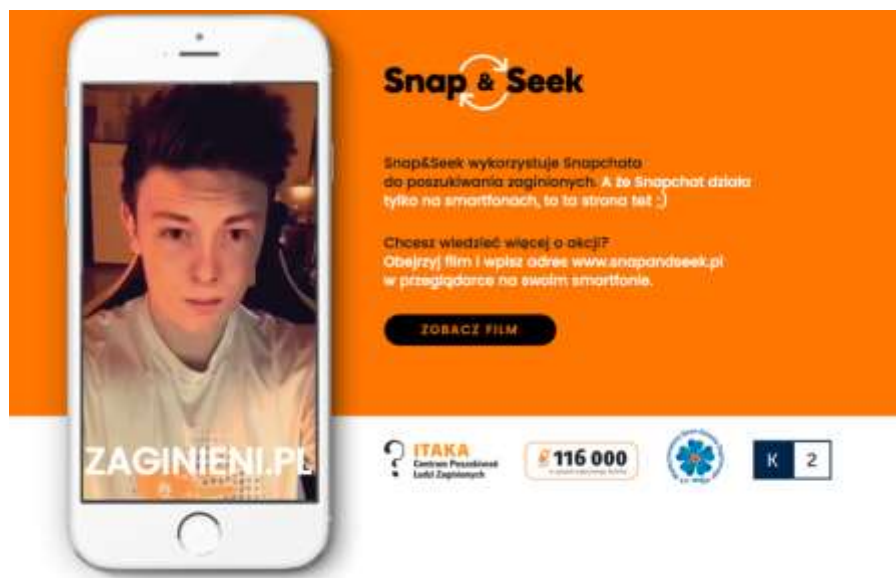 Snap & Seek
Snap&Seek wykorzystuje Snapchata
do poszukiwania zaginionych. A że Snapchat działa
tylko na smartfonach, to ta strona też ;)
Chcesz wiedzieć więcej o akcji?
Obejrzyj film i wpisz adres www.snapandseek.pl
w przeglądarce na swoim smartfonie.
ZOBACZ FILM
ZAGINIENI.PL
ITAKA
Centrum Poszukiwań
Ludzi Zaginionych
116 000
K 2